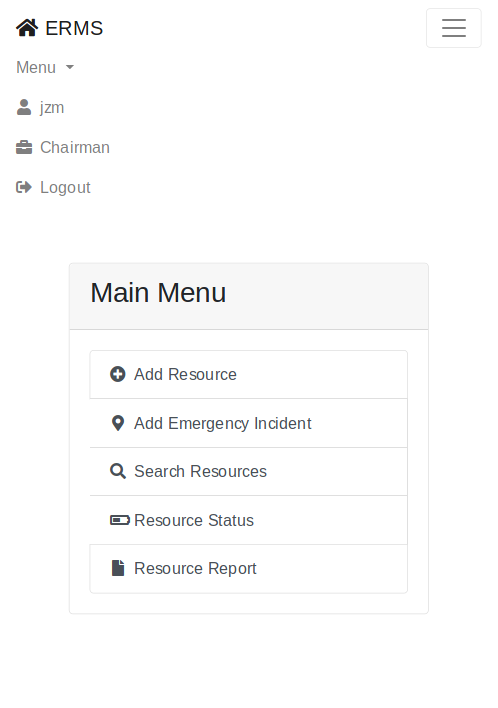 ERMS
Menu
jzm
Chairman
Logout
Main Menu
Add Resource
Add Emergency Incident
Search Resources
Resource Status
Resource Report